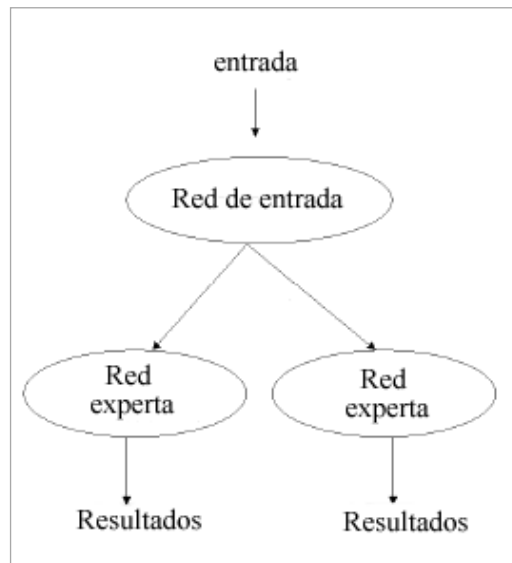 entrada
Red de entrada
Red
experta
Red
experta
Resultados
Resultados